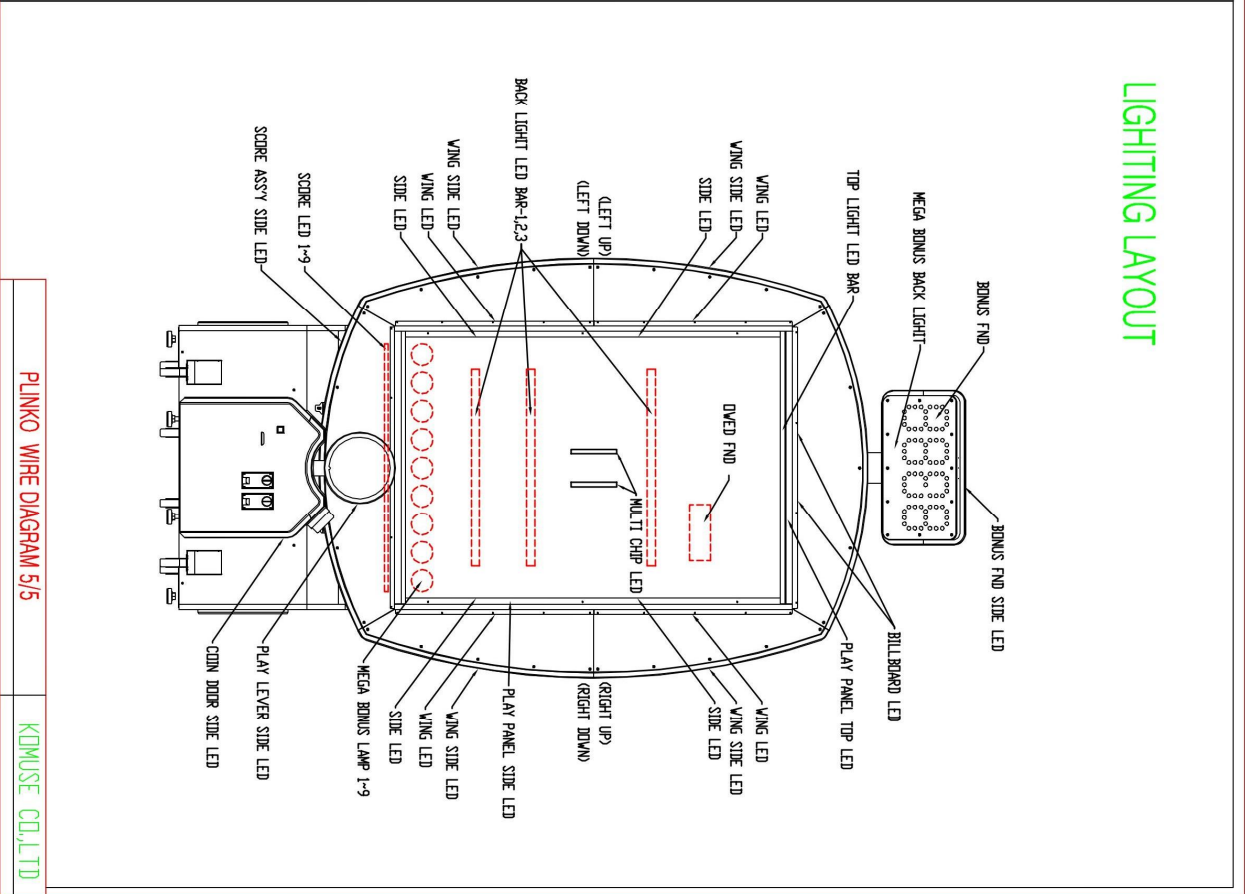 LIGHITING LAYOUT
BONUS FND
MEGA BONUS BACK LIGHIT
BONUS FND SIDE LED
TOP LIGHIT LED BAR
BILLBOARD LED
PLAY PANEL TOP LED
WING LED
WING SIDE LED
SIDE LED
OWED FND
WING LED
WING SIDE LED
SIDE LED
(LEFT UP)
(LEFT DOWN)
MULTI CHIP LED
(RIGHT UP)
(RIGHT DOWN)
BACK LIGHIT LED BAR-1,2,3
WING SIDE LED
WING LED
SIDE LED
PLAY PANEL SIDE LED
WING SIDE LED
WING LED
SIDE LED
SCORE LED 1~9
MEGA BONUS LAMP 1~9
SCORE ASS'Y SIDE LED
PLAY LEVER SIDE LED
COIN DOOR SIDE LED
PLINKO WIRE DIAGRAM 5/5
KOMUSE CO.,LTD